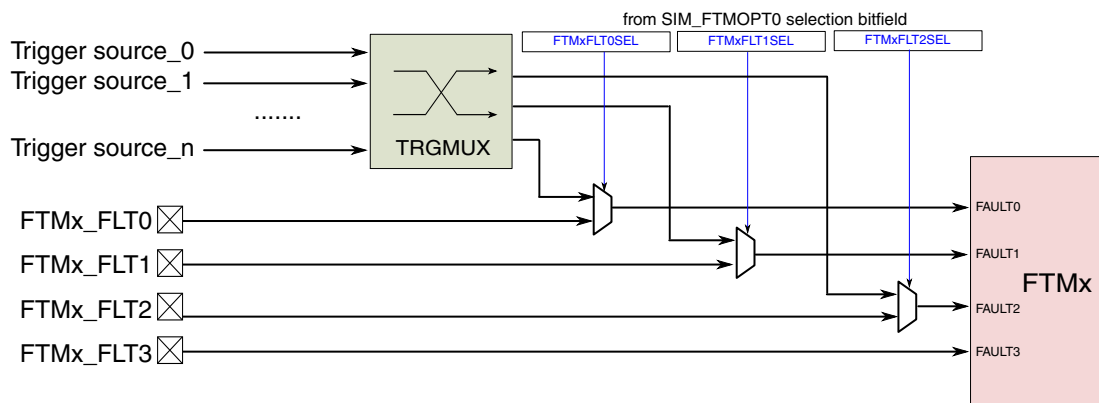 from SIM_FTMOPT0 selection bitfield
FTMxFLT0SEL
FTMxFLT1SEL
FTMxFLT2SEL
Trigger source_0
Trigger source_1
.......
Trigger source_n
TRGMUX
FTMx_FLT0
FTMx_FLT1
FTMx_FLT2
FTMx_FLT3
FAULT0
FAULT1
FTMx
FAULT2
FAULT3